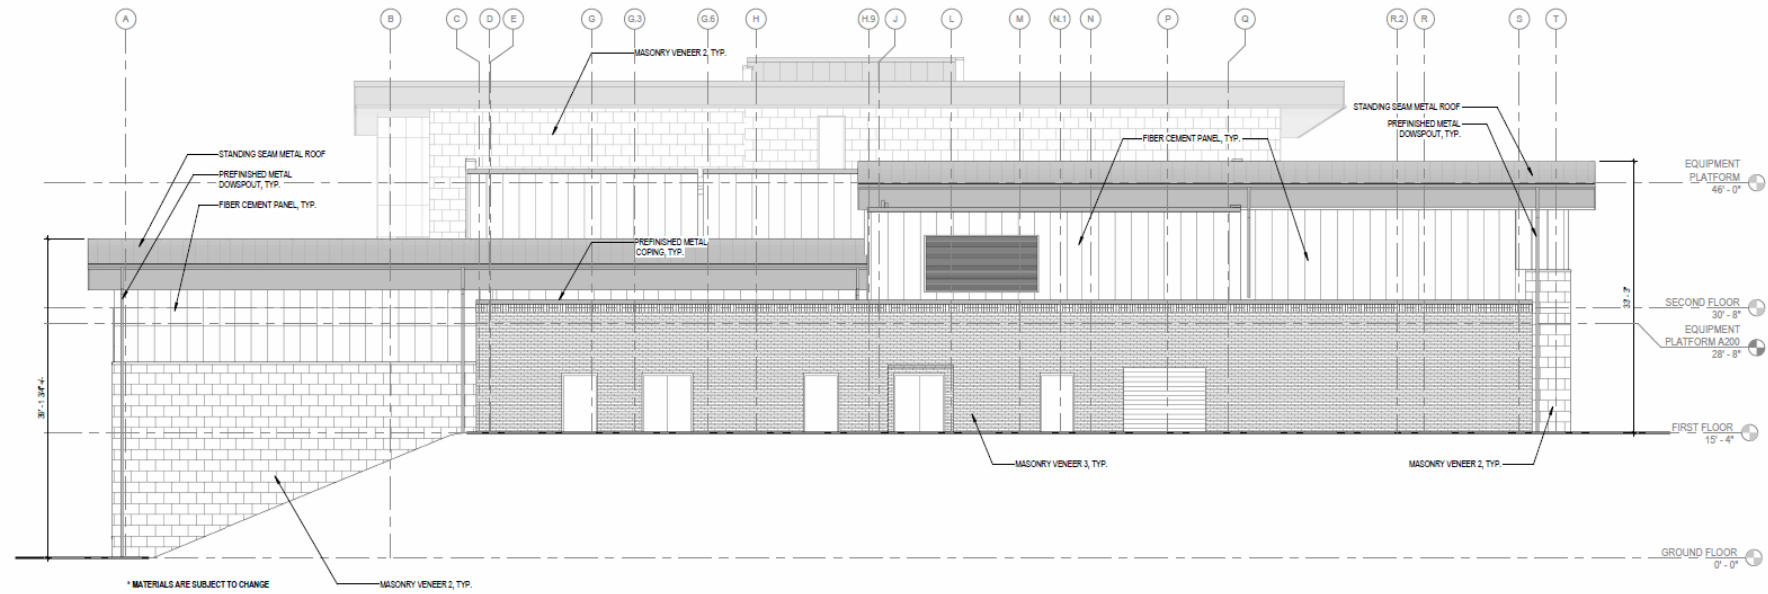 A B C D E G G.3 G.6 H H.9 J L M N.1 N P Q R.2 R S T
MASONRY VENEER 2, TYP.
STANDING SEAM METAL ROOF
PREFINISHED METAL
DOWSPOUT, TYP.
FIBER CEMENT PANEL, TYP.
STANDING SEAM METAL ROOF
PREFINISHED METAL
DOWSPOUT, TYP.
FIBER CEMENT PANEL, TYP.
PREFINISHED METAL
COPING, TYP.
EQUIPMENT
PLATFORM
46' - 0"
SECOND FLOOR
30' - 8"
EQUIPMENT
PLATFORM A200
28' - 8"
FIRST FLOOR
15' - 4"
MASONRY VENEER 3, TYP.
MASONRY VENEER 2, TYP.
GROUND FLOOR
0' - 0"
* MATERIALS ARE SUBJECT TO CHANGE
MASONRY VENEER 2, TYP.